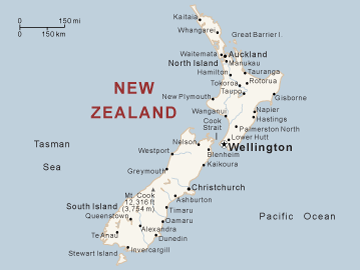 0 150 mi
0 150 km
Kaitaia
Whangarei
Great Barrier I.
Waitemata
Auckland
North Island
Manukau
Hamilton
Tauranga
Tokoroa
Rotorua
Taupo
NEW
ZEALAND
New Plymouth
Gisborne
Napier
Wanganui
Hastings
Cook
Strait
Palmerston North
Lower Hutt
Nelson
Wellington
Tasman
Sea
Westport
Blenheim
Kaikoura
Greymouth
Christchurch
Mt. Cook
12,316 ft
(3,754 m)
Ashburton
South Island
Timaru
Queenstown
Oamaru
Pacific Ocean
Te Anau
Alexandra
Dunedin
Invercargill
Stewart Island